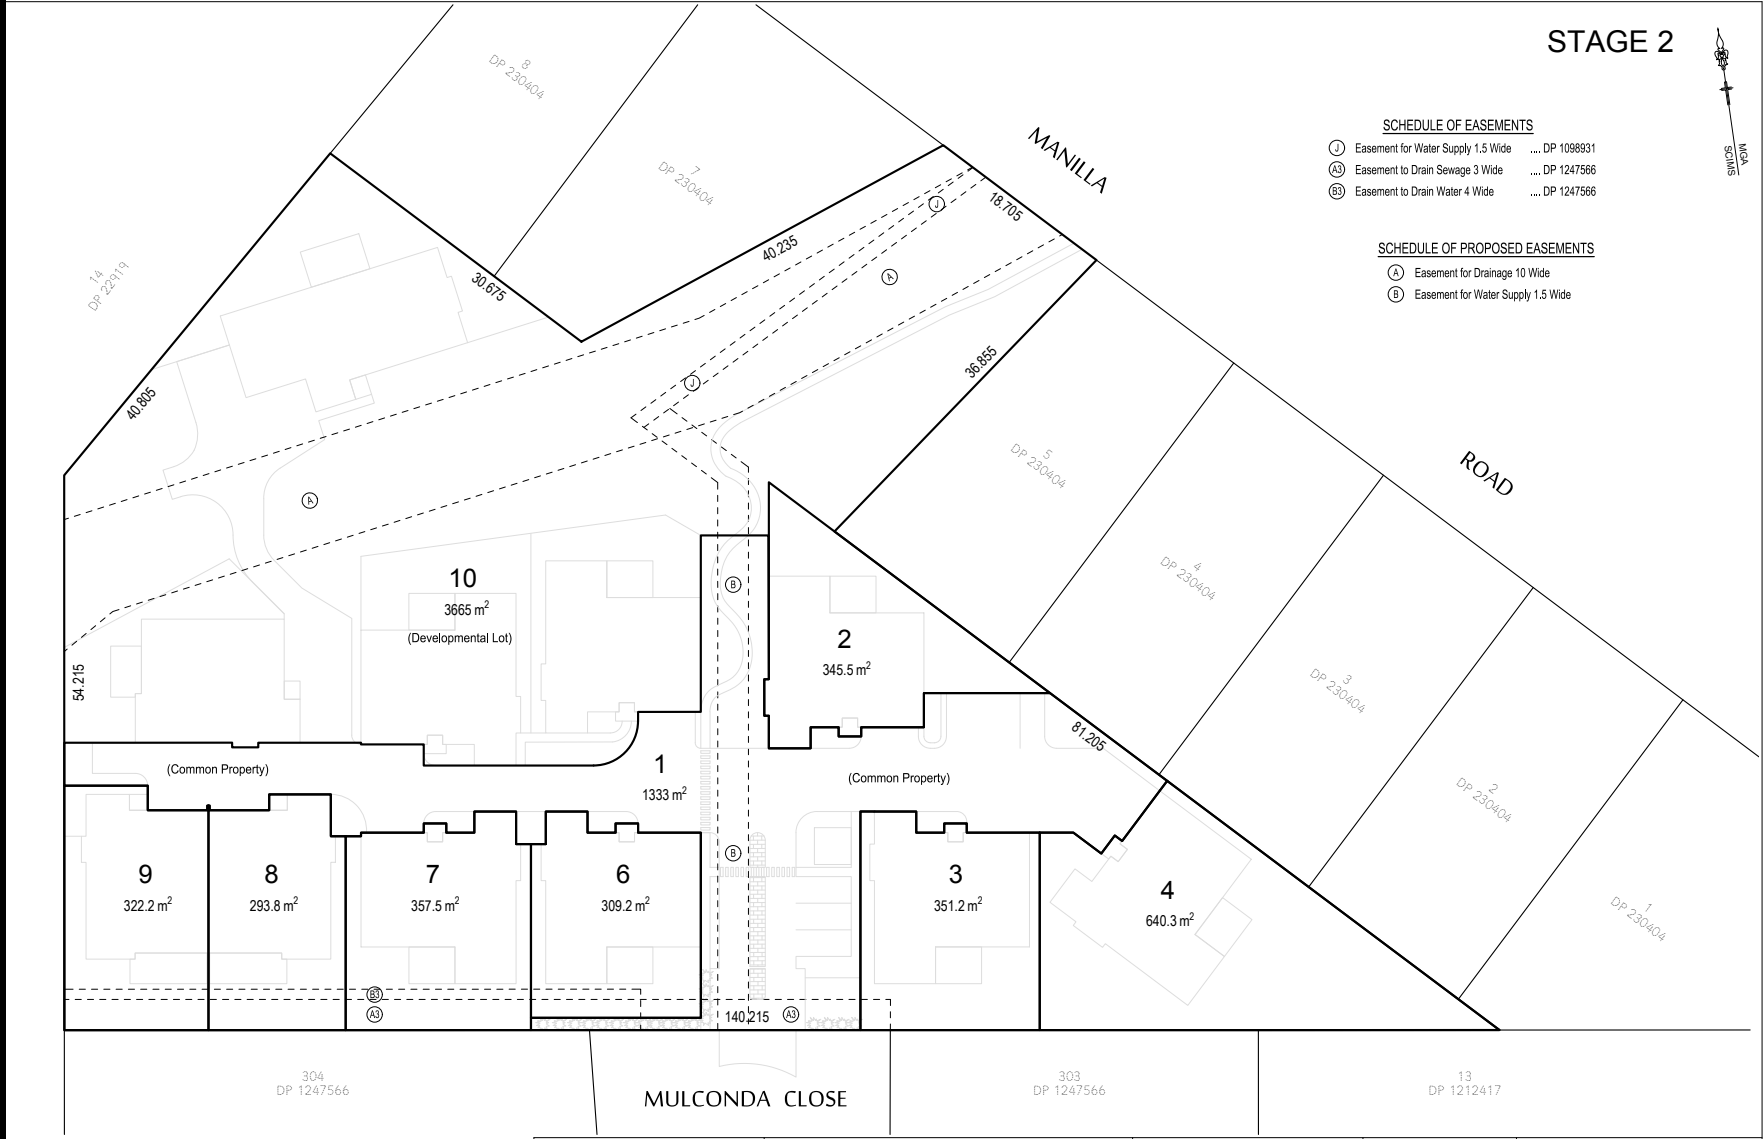 STAGE 2
MGA
SCIMS
SCHEDULE OF EASEMENTS
J Easement for Water Supply 1.5 Wide .... DP 1098931
A3 Easement to Drain Sewage 3 Wide .... DP 1247566
B3 Easement to Drain Water 4 Wide .... DP 1247566
SCHEDULE OF PROPOSED EASEMENTS
A Easement for Drainage 10 Wide
B Easement for Water Supply 1.5 Wide
8
DP 230404
7
DP 230404
MANILLA
18.705
J
40.235
A
30.675
14
DP 22919
40.805
J
36.855
5
DP 230404
ROAD
A
4
DP 230404
10
3665 m²
(Developmental Lot)
B
2
345.5 m²
3
DP 230404
54.215
81.205
1
1333 m²
(Common Property)
(Common Property)
2
DP 230404
B
9
322.2 m²
8
293.8 m²
7
357.5 m²
6
309.2 m²
3
351.2 m²
4
640.3 m²
1
DP 230404
B3
A3
140.215
A3
304
DP 1247566
MULCONDA CLOSE
303
DP 1247566
13
DP 1212417